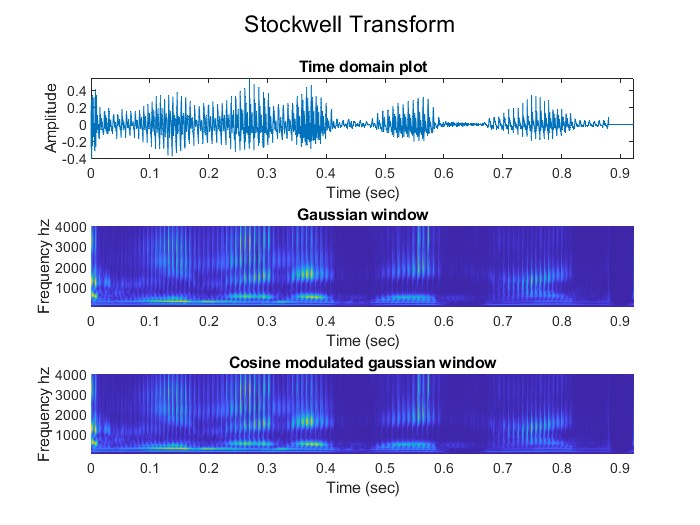 Stockwell Transform
Time domain plot
Amplitude
0.4
0.2
0
-0.2
-0.4
0 0.1 0.2 0.3 0.4 0.5 0.6 0.7 0.8 0.9
Time (sec)
Gaussian window
Frequency hz
4000
3000
2000
1000
0 0.1 0.2 0.3 0.4 0.5 0.6 0.7 0.8 0.9
Time (sec)
Cosine modulated gaussian window
Frequency hz
4000
3000
2000
1000
0 0.1 0.2 0.3 0.4 0.5 0.6 0.7 0.8 0.9
Time (sec)